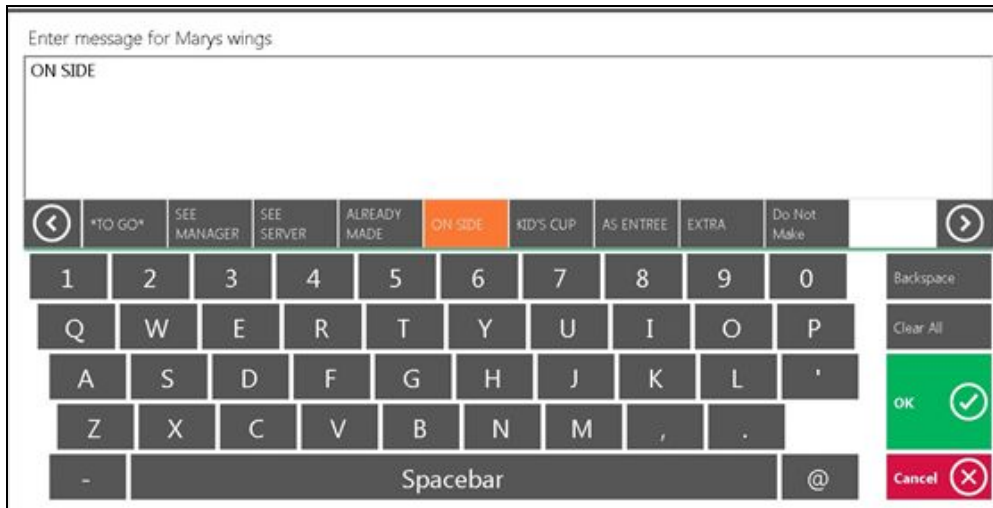 Enter message for Marys wings
ON SIDE
*TO GO* SEE MANAGER SEE SERVER ALREADY MADE ON SIDE KID'S CUP AS ENTREE EXTRA Do Not Make
1 2 3 4 5 6 7 8 9 0 Backspace
Q W E R T Y U I O P Clear All
A S D F G H J K L '
OK
Z X C V B N M , .
- Spacebar @ Cancel